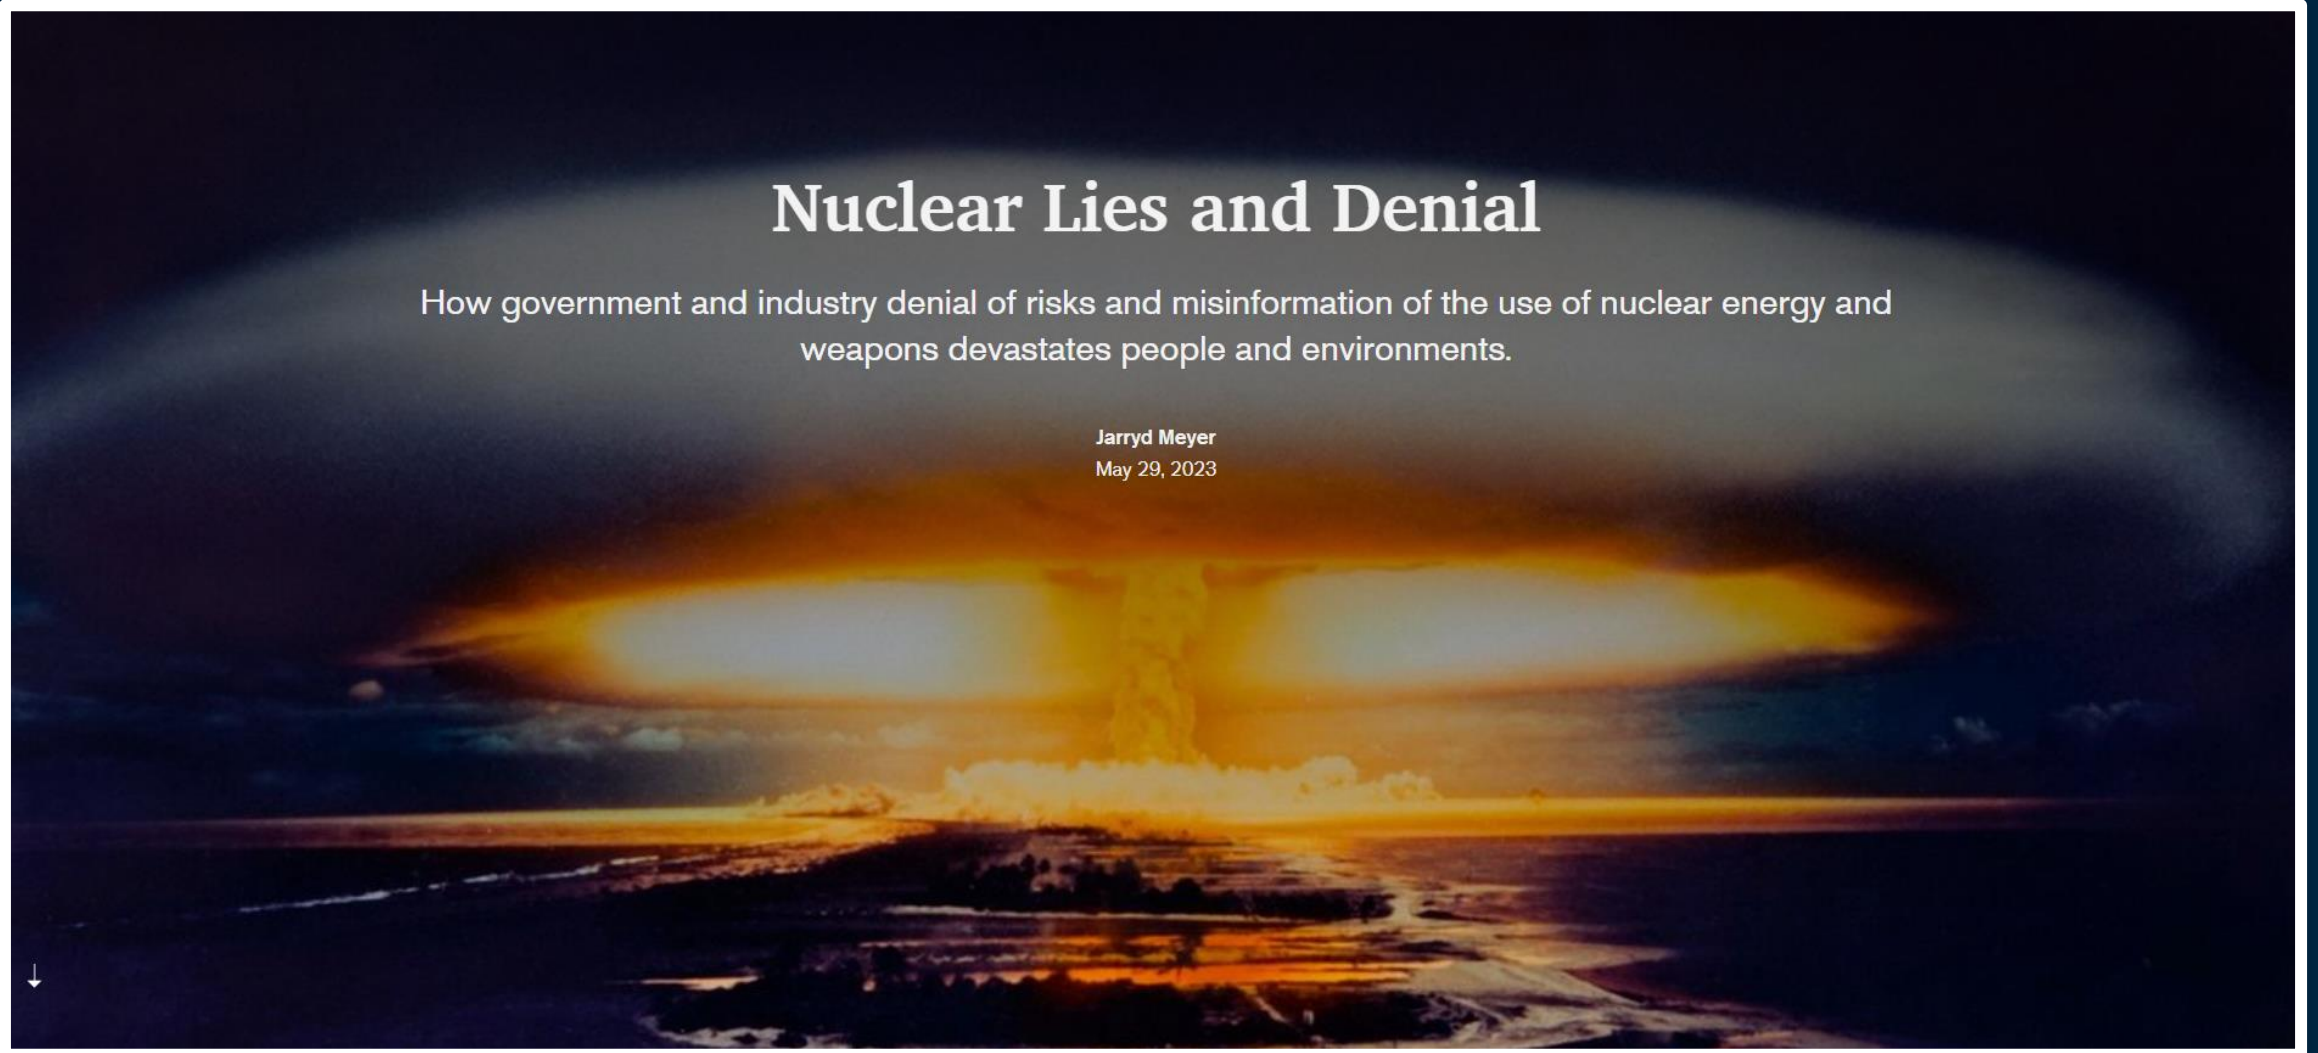 Nuclear Lies and Denial
How government and industry denial of risks and misinformation of the use of nuclear energy and
weapons devastates people and environments.
Jarryd Meyer
May 29, 2023